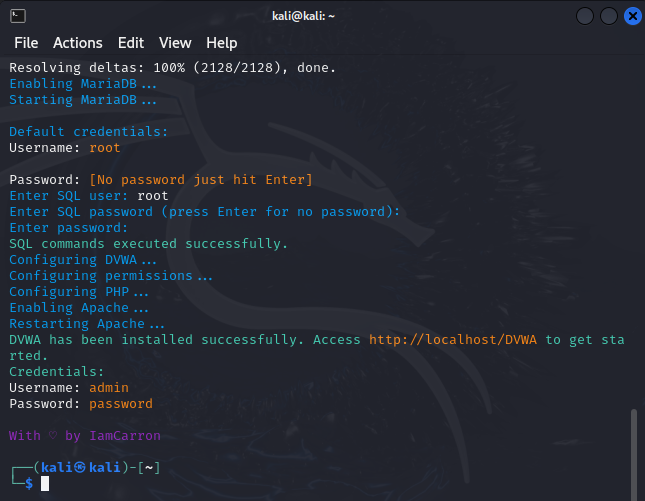 kali@kali: ~
File Actions Edit View Help
Resolving deltas: 100% (2128/2128), done.
Enabling MariaDB...
Starting MariaDB...
Default credentials:
Username: root
Password: [No password just hit Enter]
Enter SQL user: root
Enter SQL password (press Enter for no password):
Enter password:
SQL commands executed successfully.
Configuring DVWA...
Configuring permissions...
Configuring PHP...
Enabling Apache...
Restarting Apache...
DVWA has been installed successfully. Access http://localhost/DVWA to get sta
rted.
Credentials:
Username: admin
Password: password
With ♡ by IamCarron
┌──(kali㉿kali)-[~]
└─$